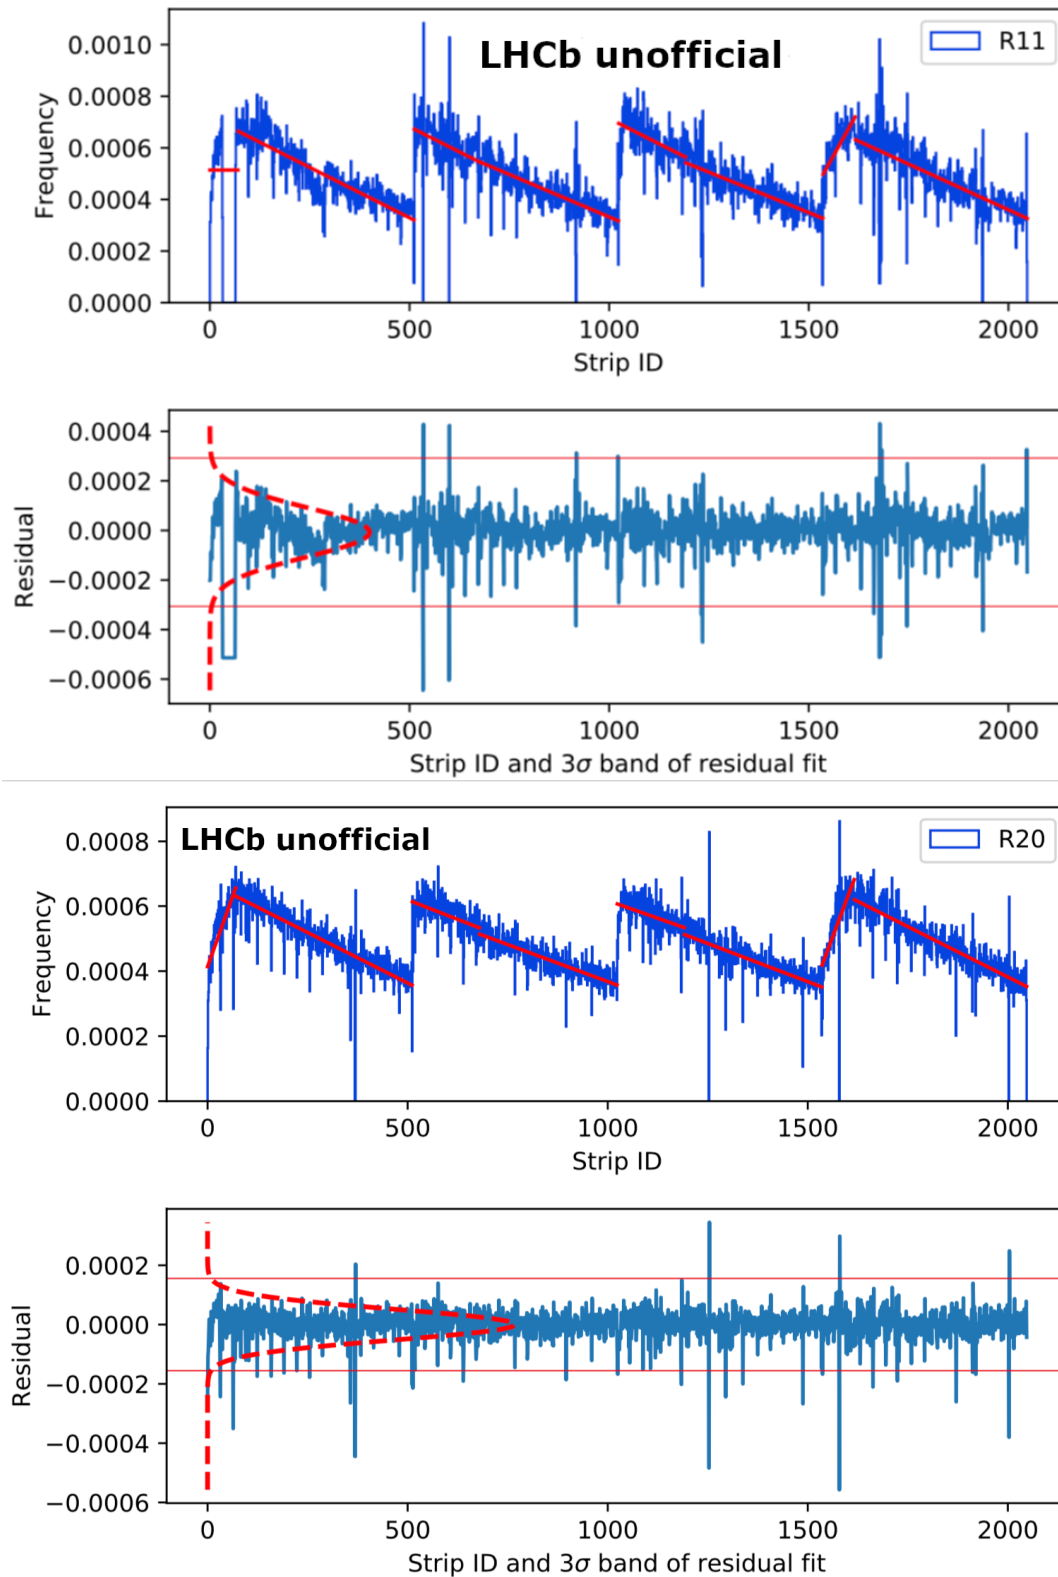 LHCb unofficial
R11
0.0010
0.0008
0.0006
0.0004
0.0002
0.0000
Frequency
0 500 1000 1500 2000
Strip ID
0.0004
0.0002
0.0000
−0.0002
−0.0004
−0.0006
Residual
0 500 1000 1500 2000
Strip ID and 3σ band of residual fit
LHCb unofficial
R20
0.0008
0.0006
0.0004
0.0002
0.0000
Frequency
0 500 1000 1500 2000
Strip ID
0.0002
0.0000
−0.0002
−0.0004
−0.0006
Residual
0 500 1000 1500 2000
Strip ID and 3σ band of residual fit